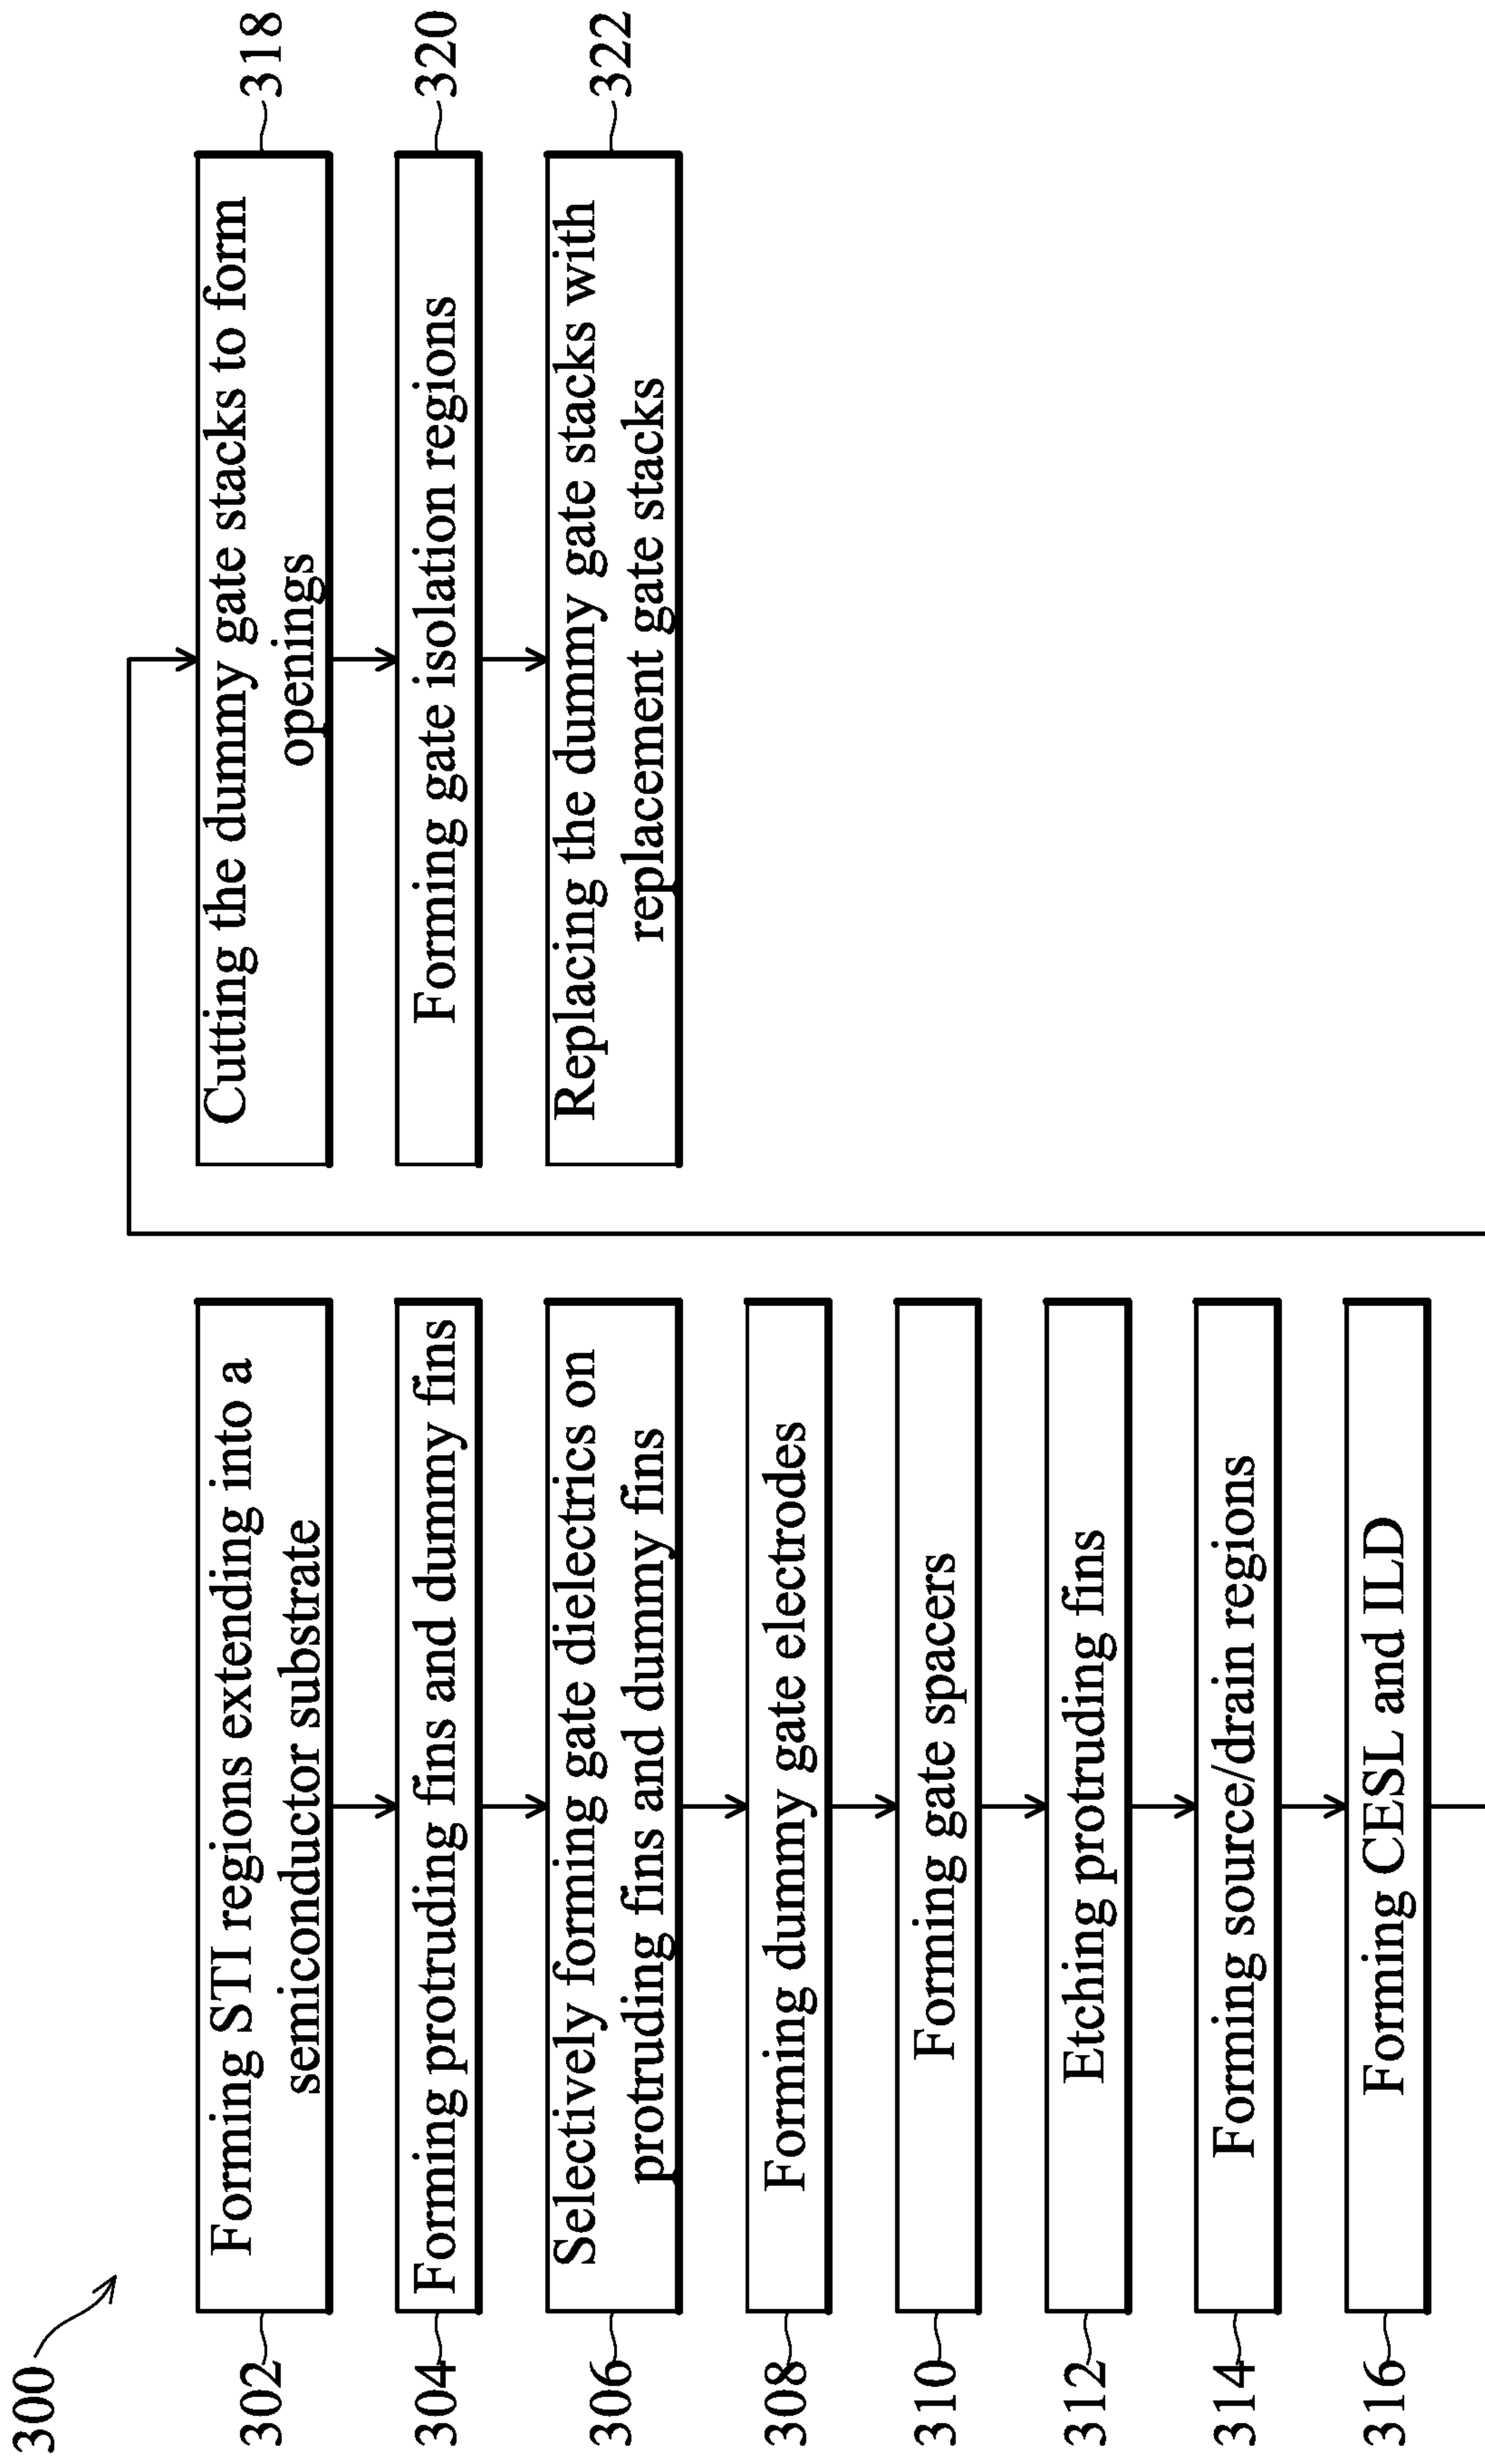 300
302
Forming STI regions extending into a
semiconductor substrate
304
Forming protruding fins and dummy fins
306
Selectively forming gate dielectrics on
protruding fins and dummy fins
308
Forming dummy gate electrodes
310
Forming gate spacers
312
Etching protruding fins
314
Forming source/drain regions
316
Forming CESL and ILD
Cutting the dummy gate stacks to form
openings
318
Forming gate isolation regions
320
Replacing the dummy gate stacks with
replacement gate stacks
322